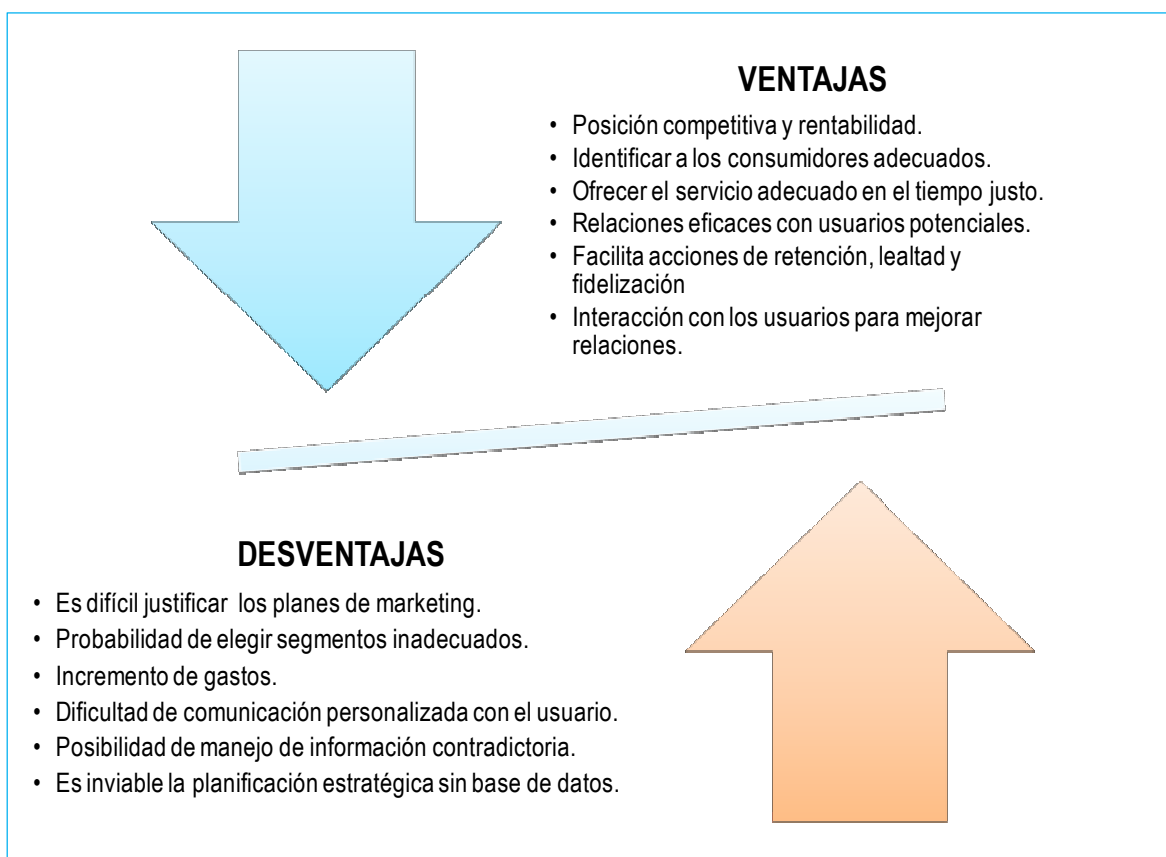 VENTAJAS
• Posición competitiva y rentabilidad.
• Identificar a los consumidores adecuados.
• Ofrecer el servicio adecuado en el tiempo justo.
• Relaciones eficaces con usuarios potenciales.
• Facilita acciones de retención, lealtad y
fidelización
• Interacción con los usuarios para mejorar
relaciones.
DESVENTAJAS
• Es difícil justificar los planes de marketing.
• Probabilidad de elegir segmentos inadecuados.
• Incremento de gastos.
• Dificultad de comunicación personalizada con el usuario.
• Posibilidad de manejo de información contradictoria.
• Es inviable la planificación estratégica sin base de datos.